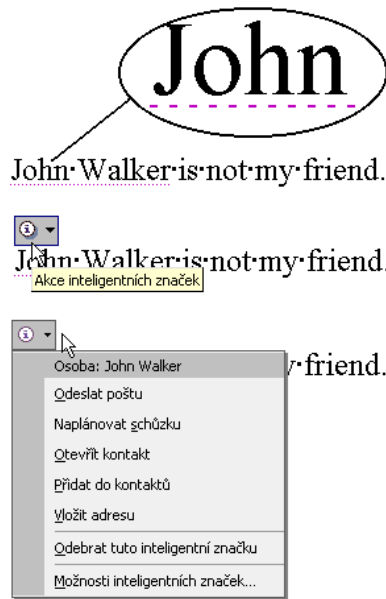 John
John·Walker·is·not·my·friend.
John·Walker·is·not·my·friend.
Akce inteligentních značek
y·friend.
Osoba: John Walker
Odeslat poštu
Naplánovat schůzku
Otevřít kontakt
Přidat do kontaktů
Vložit adresu
Odebrat tuto inteligentní značku
Možnosti inteligentních značek...